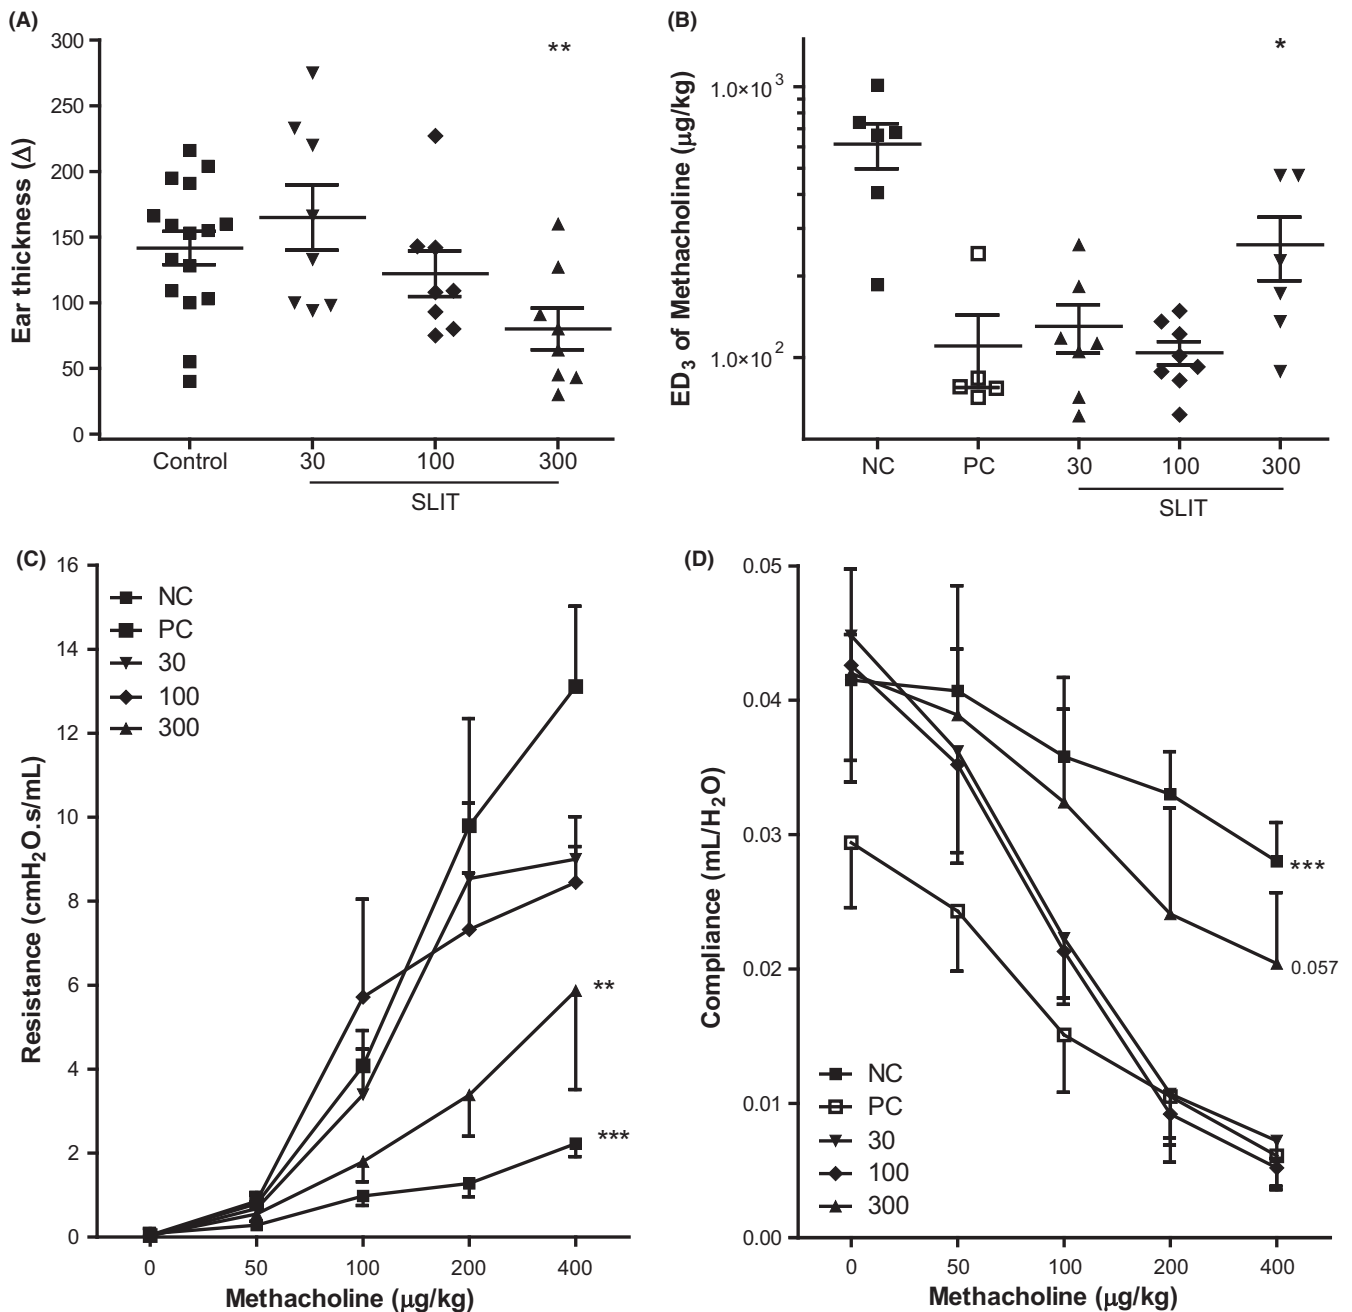 (A)
300
250
200
150
100
50
0
Ear thickness (Δ)
**
Control
30
100
300
SLIT
(B)
1.0×10³
1.0×10²
ED₃ of Methacholine (μg/kg)
*
NC
PC
30
100
300
SLIT
(C)
16
14
12
10
8
6
4
2
0
Resistance (cmH₂O.s/mL)
NC
PC
30
100
300
**
***
0
50
100
200
400
Methacholine (μg/kg)
(D)
0.05
0.04
0.03
0.02
0.01
0.00
Compliance (mL/H₂O)
***
0.057
NC
PC
30
100
300
0
50
100
200
400
Methacholine (μg/kg)